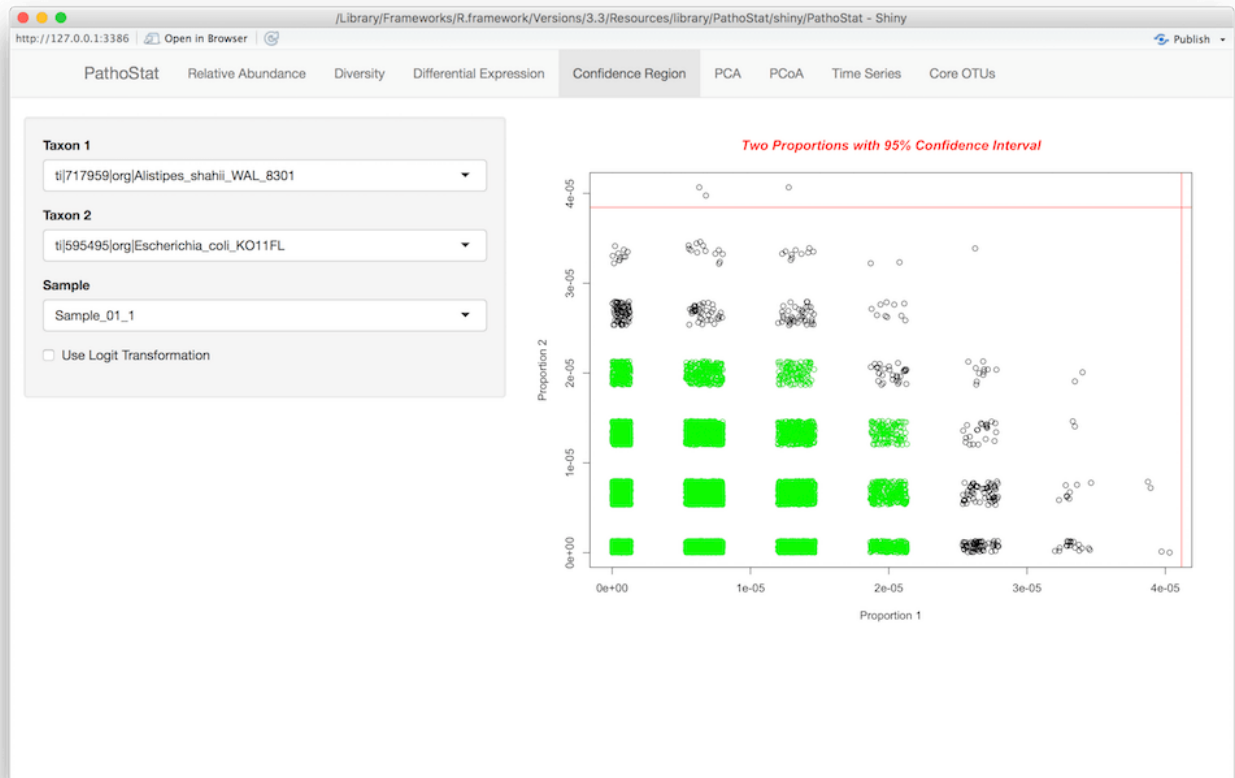 /Library/Frameworks/R.framework/Versions/3.3/Resources/library/PathoStat/shiny/PathoStat - Shiny
http://127.0.0.1:3386 Open in Browser Publish
PathoStat Relative Abundance Diversity Differential Expression Confidence Region PCA PCoA Time Series Core OTUs
Taxon 1
ti|717959|org|Alistipes_shahii_WAL_8301
Taxon 2
ti|595495|org|Escherichia_coli_KO11FL
Sample
Sample_01_1
Use Logit Transformation
Two Proportions with 95% Confidence Interval
Proportion 2
4e-05
3e-05
2e-05
1e-05
0e+00
0e+00 1e-05 2e-05 3e-05 4e-05
Proportion 1